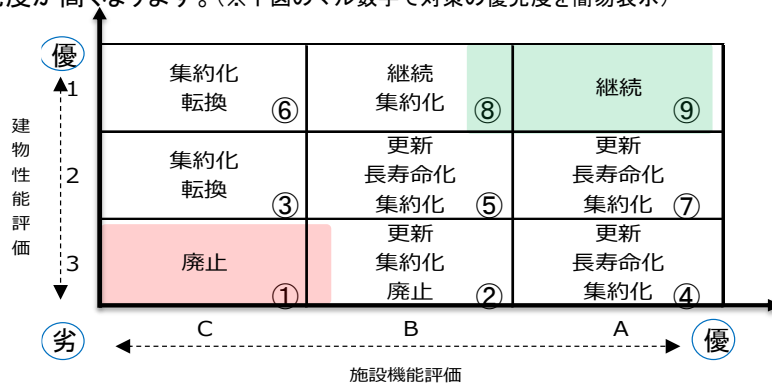 度が高くなります。(※下図のマル数字で対策の優先度を簡易表示)
優
建物性能評価
1
集約化
転換
⑥
継続
集約化
⑧
継続
⑨
2
集約化
転換
③
更新
長寿命化
集約化
⑤
更新
長寿命化
集約化
⑦
3
廃止
①
更新
集約化
廃止
②
更新
長寿命化
集約化
④
劣
C
B
A
優
施設機能評価